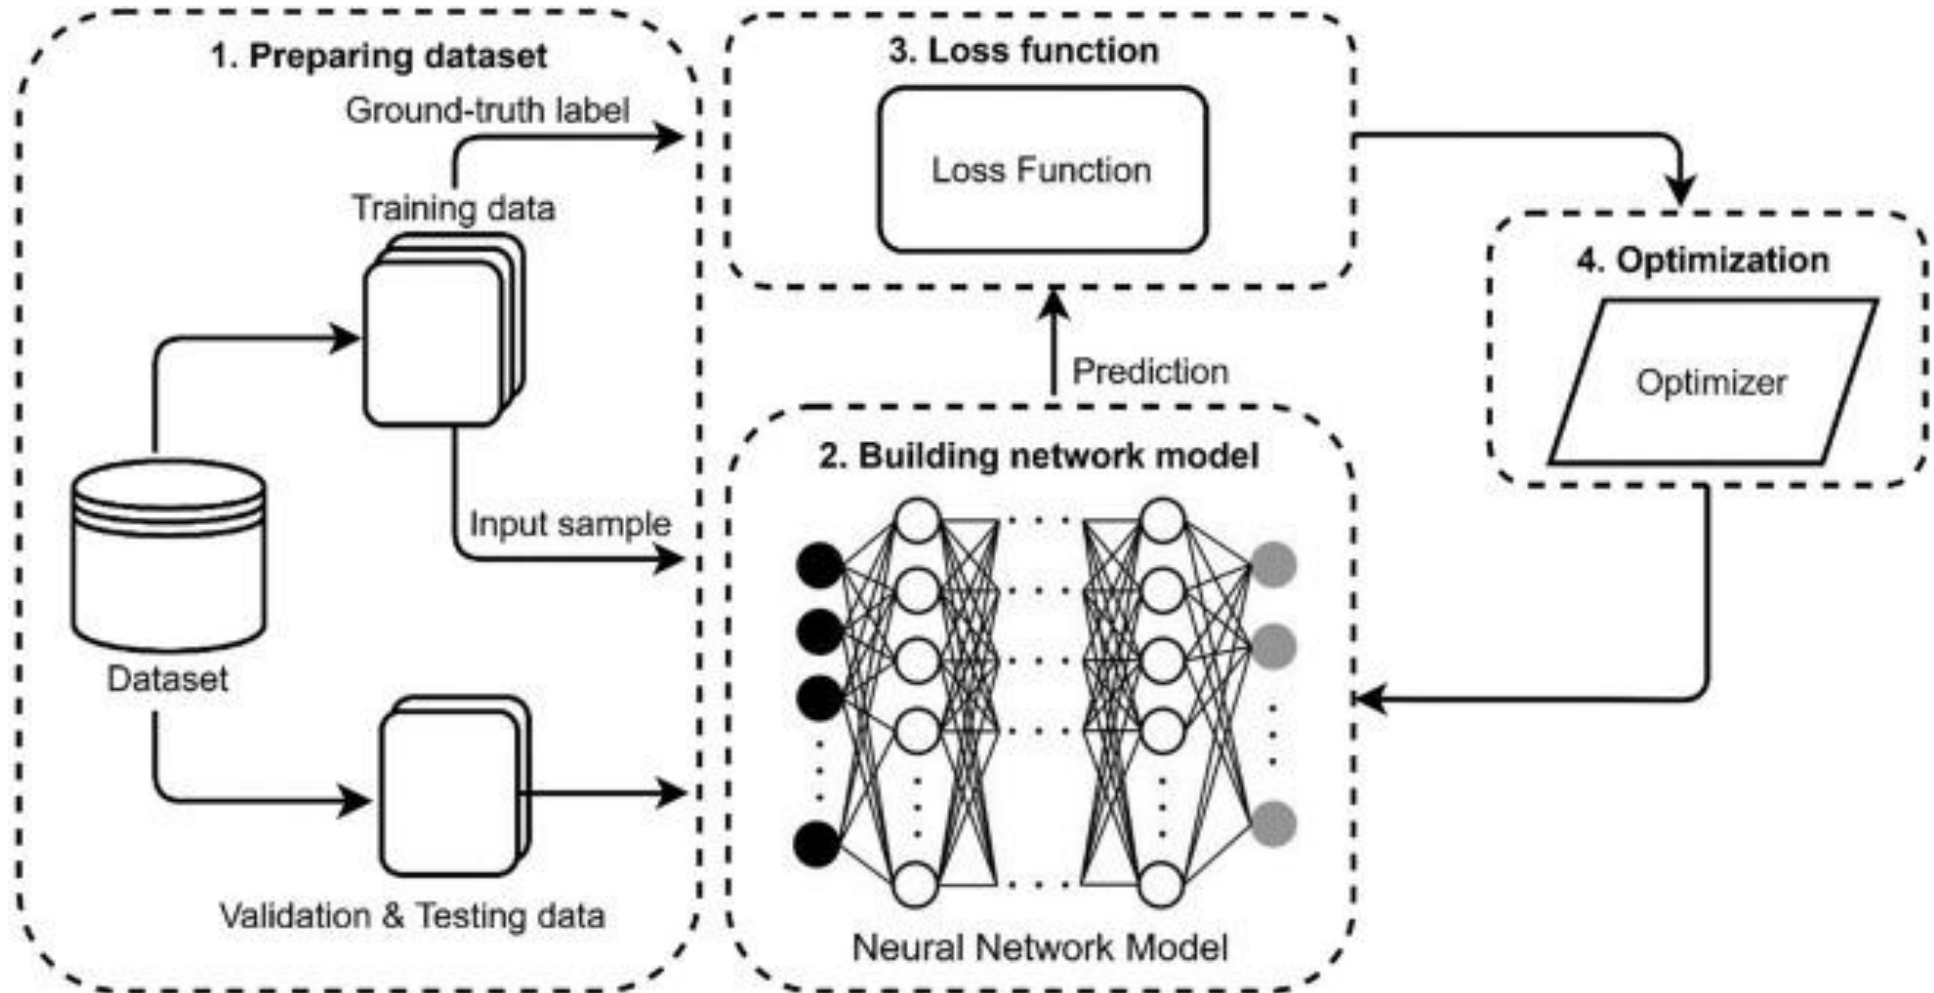 1. Preparing dataset
Ground-truth label
Training data
Input sample
Dataset
Validation & Testing data
3. Loss function
Loss Function
Prediction
2. Building network model
Neural Network Model
4. Optimization
Optimizer